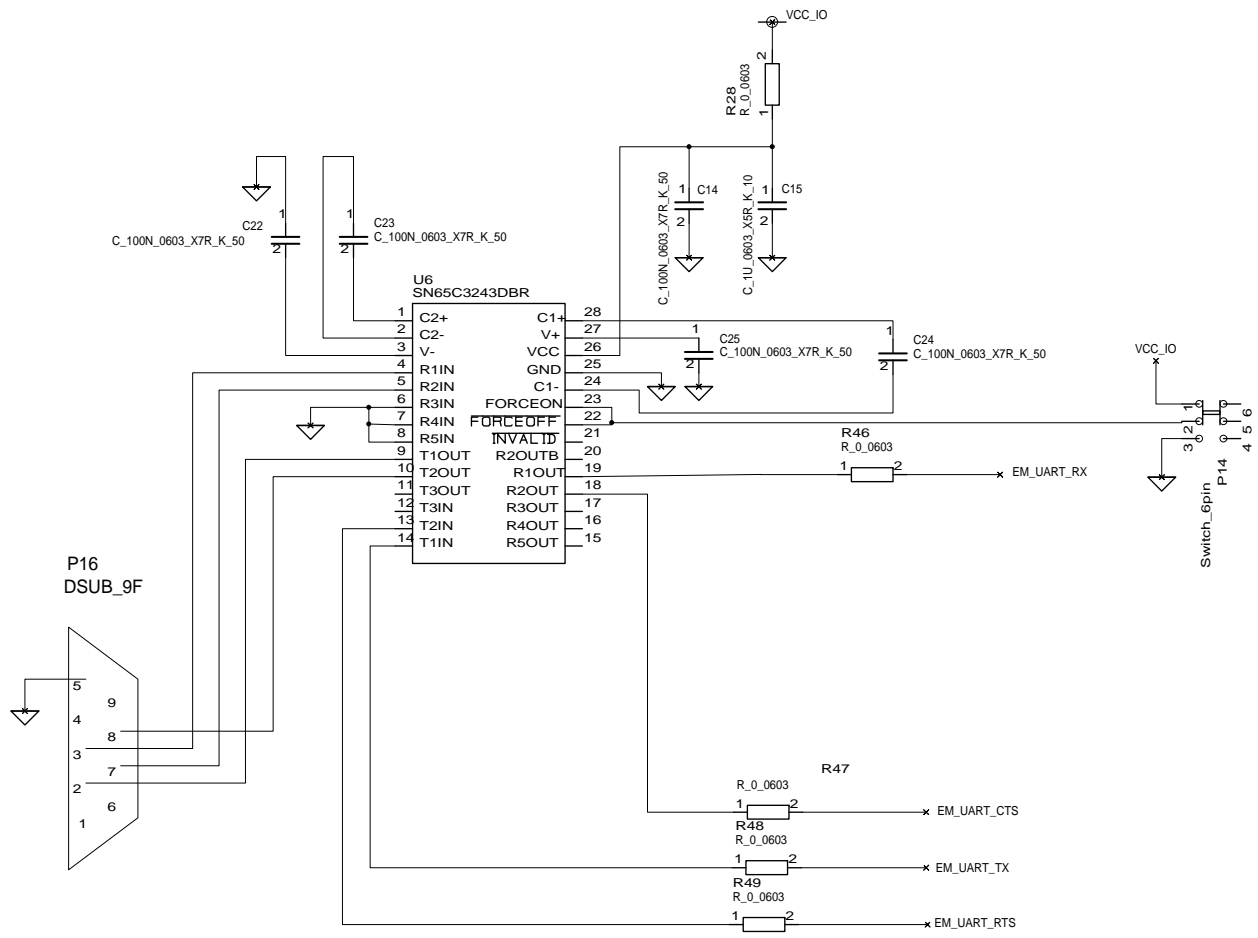 VCC_IO
2
R28
R_0_0603
1
1
C22
2
C_100N_0603_X7R_K_50
1
C23
2
C_100N_0603_X7R_K_50
C_100N_0603_X7R_K_50
1
C14
2
C_1U_0603_X5R_K_10
1
C15
2
U6
SN65C3243DBR
1 C2+ C1+ 28
2 C2- V+ 27
3 V- VCC 26
4 R1IN GND 25
5 R2IN C1- 24
6 R3IN FORCEON 23
7 R4IN FORCEOFF 22
8 R5IN INVALID 21
9 T1OUT R2OUTB 20
10 T2OUT R1OUT 19
11 T3OUT R2OUT 18
12 T3IN R3OUT 17
13 T2IN R4OUT 16
14 T1IN R5OUT 15
1
C25
2
C_100N_0603_X7R_K_50
1
C24
2
C_100N_0603_X7R_K_50
VCC_IO
1 6
2 5
3 4
P14
Switch_6pin
R46
R_0_0603
1 2
EM_UART_RX
P16
DSUB_9F
5
9
4
8
3
7
2
6
1
R47
R_0_0603
1 2
EM_UART_CTS
R48
R_0_0603
1 2
EM_UART_TX
R49
R_0_0603
1 2
EM_UART_RTS